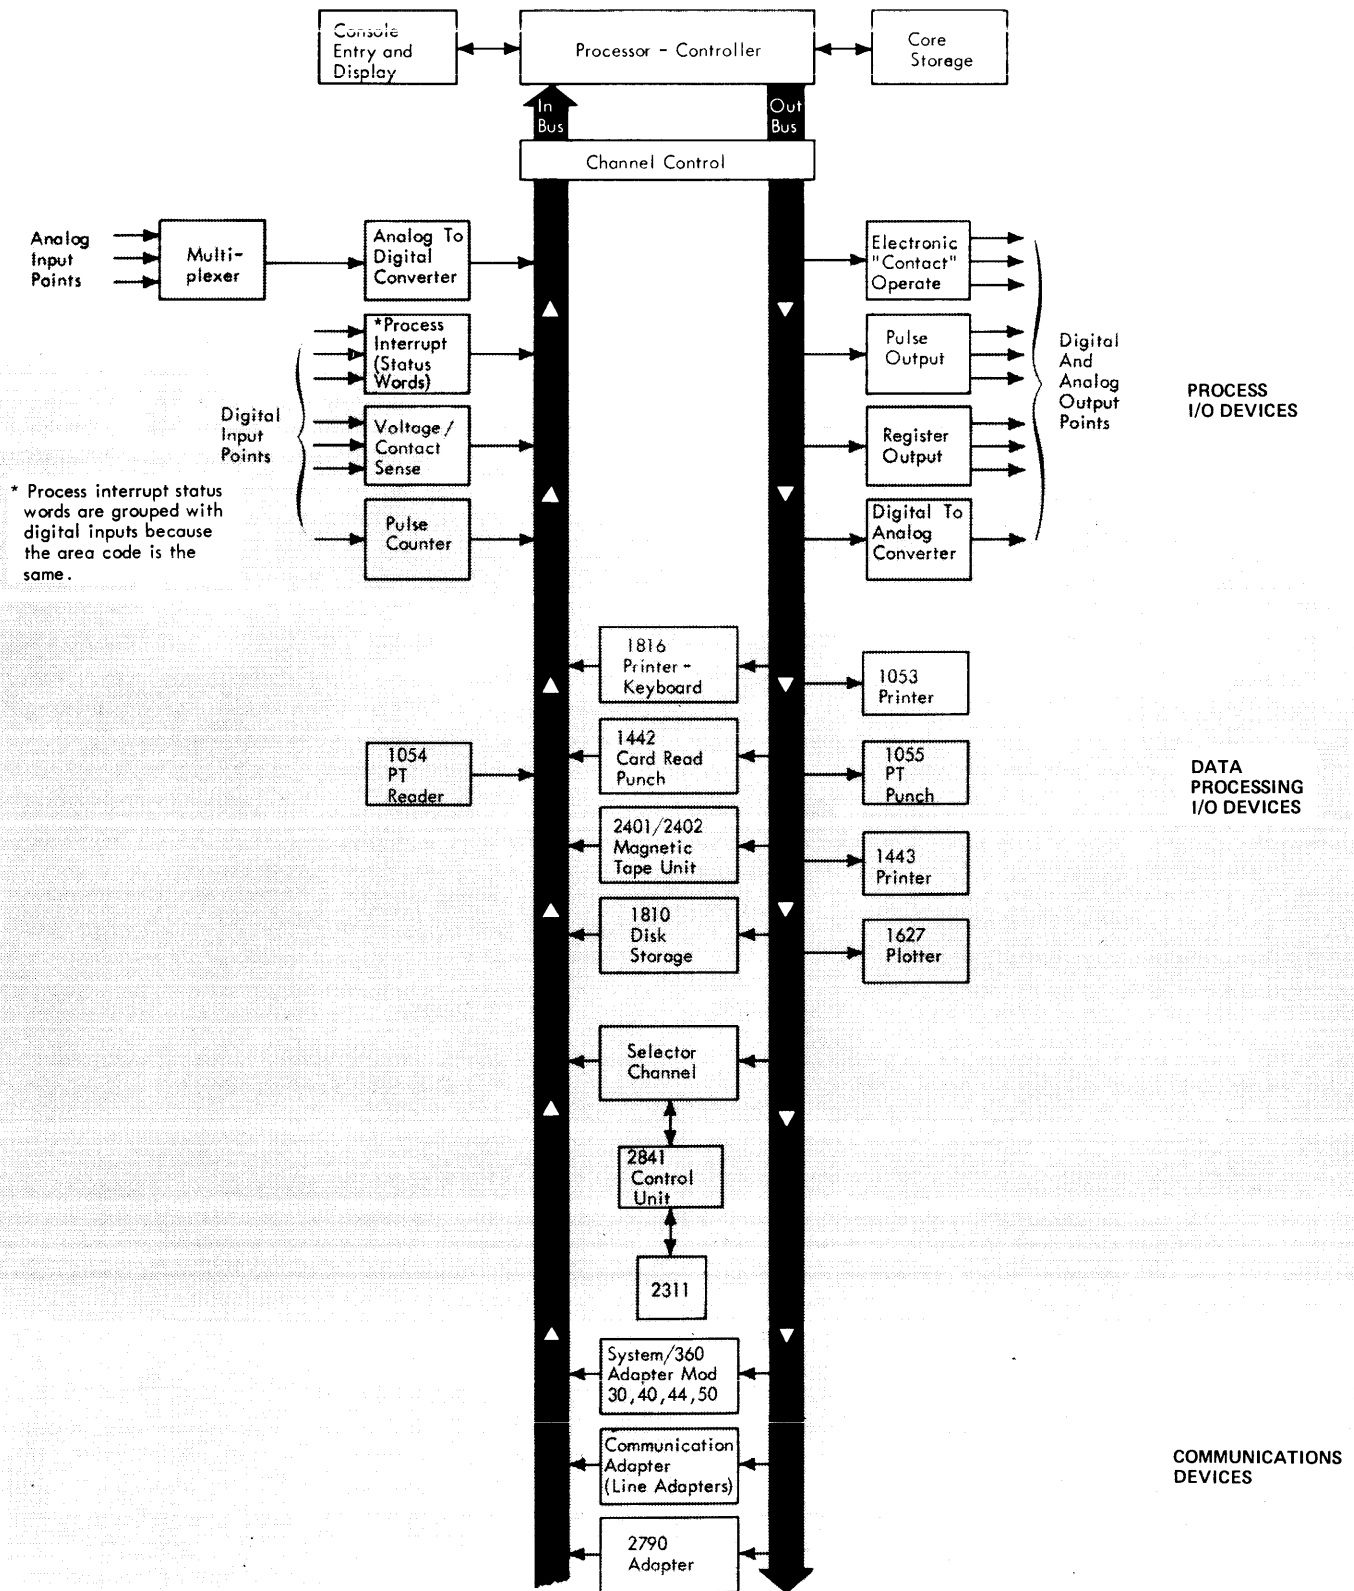 Console
Entry and
Display
Processor - Controller
Core
Storage
In
Bus
Out
Bus
Channel Control
Analog
Input
Points
Multi-
plexer
Analog To
Digital
Converter
Electronic
"Contact"
Operate
*Process
Interrupt
(Status
Words)
Pulse
Output
Digital
And
Analog
Output
Points
PROCESS
I/O DEVICES
Digital
Input
Points
Voltage/
Contact
Sense
Register
Output
* Process interrupt status
words are grouped with
digital inputs because
the area code is the
same.
Pulse
Counter
Digital To
Analog
Converter
1816
Printer -
Keyboard
1053
Printer
1054
PT
Reader
1442
Card Read
Punch
1055
PT
Punch
DATA
PROCESSING
I/O DEVICES
2401/2402
Magnetic
Tape Unit
1443
Printer
1810
Disk
Storage
1627
Plotter
Selector
Channel
2841
Control
Unit
2311
System/360
Adapter Mod
30,40,44,50
Communication
Adapter
(Line Adapters)
COMMUNICATIONS
DEVICES
2790
Adapter